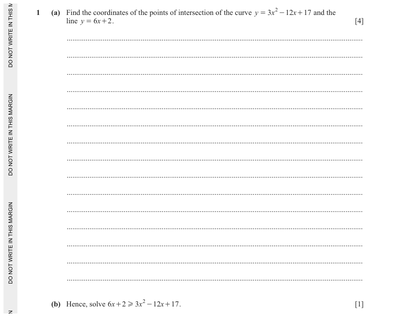 1 (a) Find the coordinates of the points of intersection of the curve y = 3x² − 12x + 17 and the
line y = 6x + 2. [4]
(b) Hence, solve 6x + 2 ⩾ 3x² − 12x + 17. [1]
DO NOT WRITE IN THIS M
DO NOT WRITE IN THIS MARGIN
DO NOT WRITE IN THIS MARGIN
N